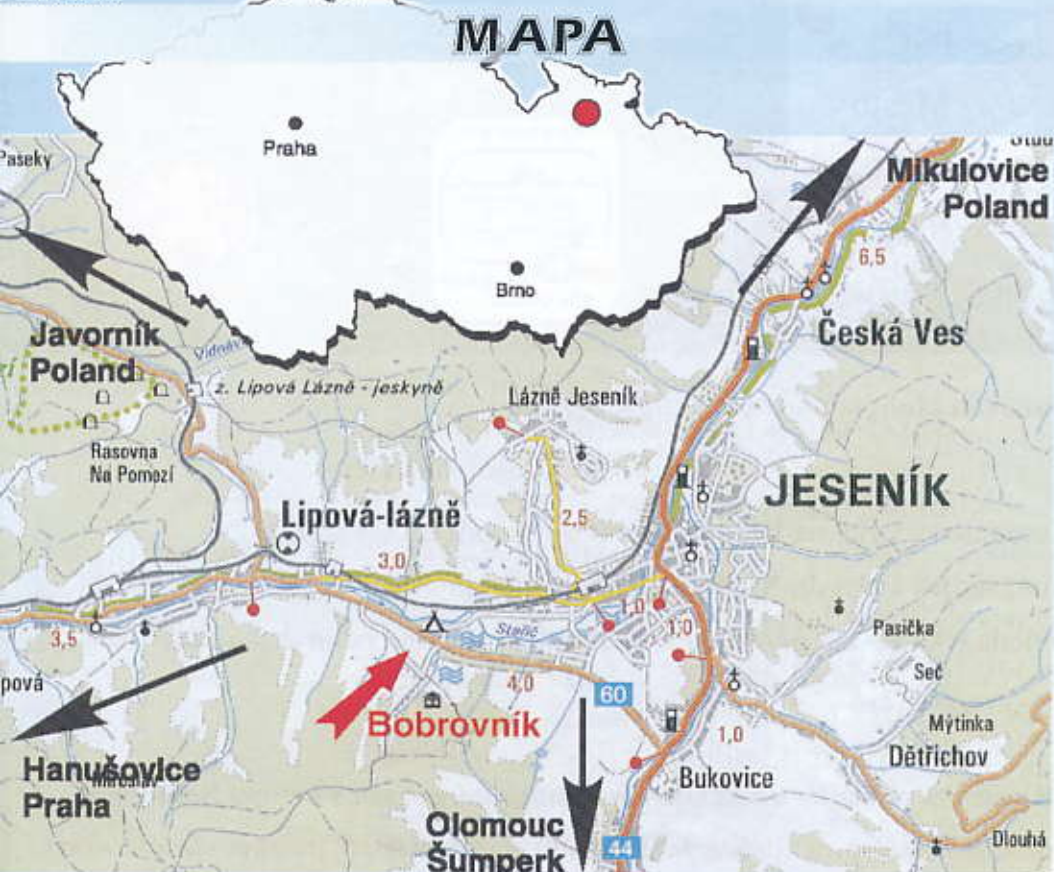 MAPA
Praha
Brno
Paseky
Mikulovice
Poland
6,5
Javorník
Poland
Česká Ves
z. Lipová Lázně - jeskyně
Lázně Jeseník
Rasovna
Na Pomezí
JESENÍK
Lipová-lázně
2,5
3,0
1,0
1,0
3,5
Staříč
Pasička
Seč
4,0
60
Bobrovník
1,0
Mýtinka
Dětřichov
Bukovice
Hanušovice
Praha
Olomouc
Šumperk
44
Dlouhá